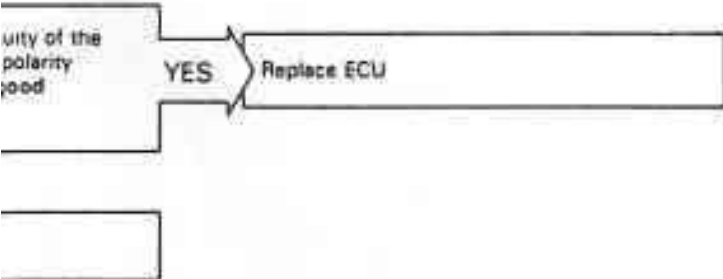 uity of the
polarity
good
YES
Replace ECU